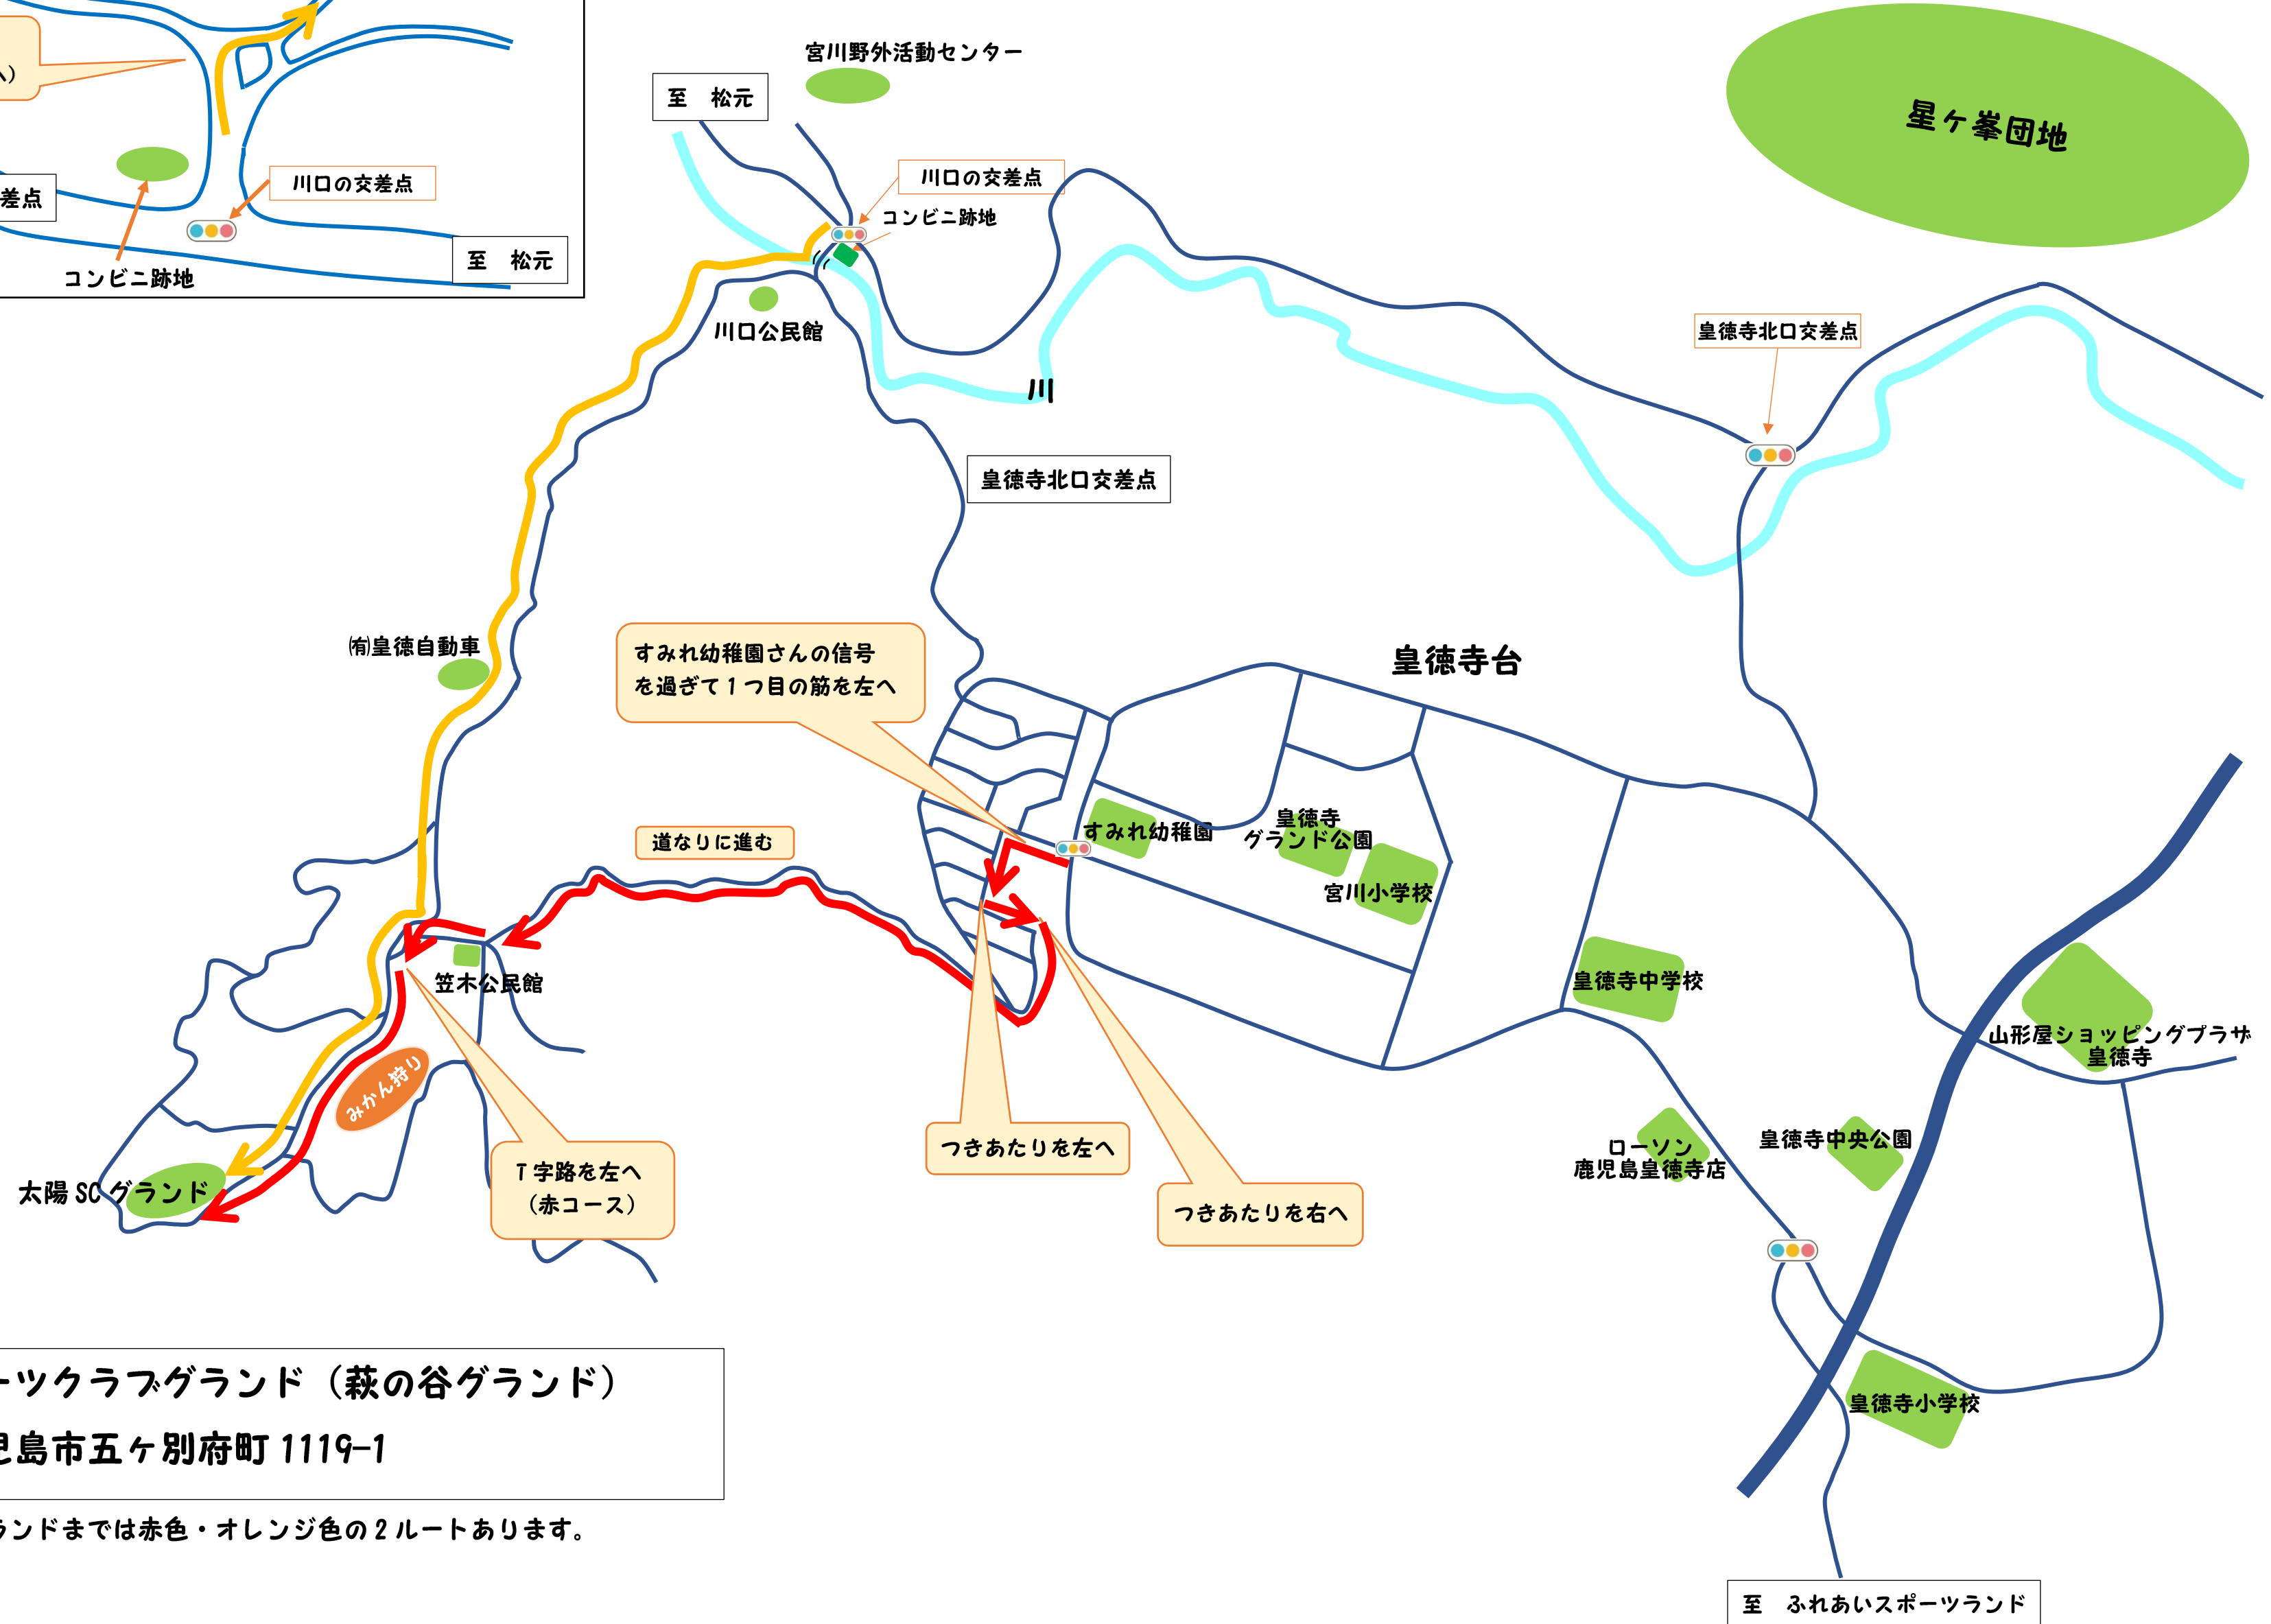 へ）
差点
川口の交差点
コンビニ跡地
至　松元
宮川野外活動センター
至　松元
川口の交差点
コンビニ跡地
星ヶ峯団地
川口公民館
川
皇徳寺北口交差点
皇徳寺北口交差点
㈲皇徳自動車
すみれ幼稚園さんの信号
を過ぎて１つ目の筋を左へ
皇徳寺台
道なりに進む
すみれ幼稚園
皇徳寺
グランド公園
宮川小学校
笠木公民館
皇徳寺中学校
山形屋ショッピングプラザ
皇徳寺
みかん狩り
太陽SCグランド
T字路を左へ
（赤コース）
つきあたりを左へ
つきあたりを右へ
ローソン
鹿児島皇徳寺店
皇徳寺中央公園
皇徳寺小学校
ーツクラブグランド（萩の谷グランド）
児島市五ヶ別府町1119-1
ランドまでは赤色・オレンジ色の２ルートあります。
至　ふれあいスポーツランド